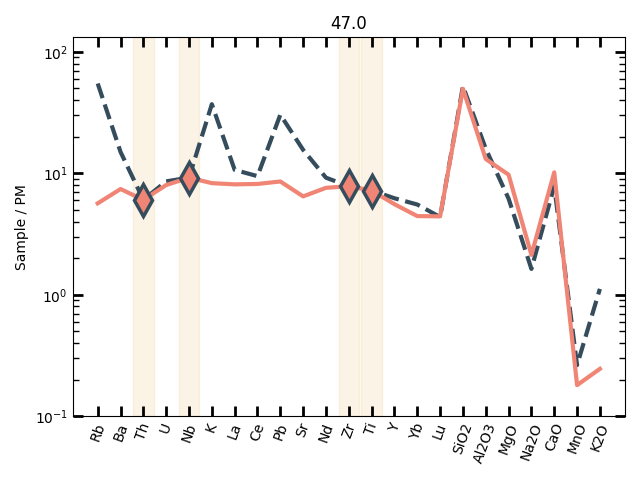 47.0
Sample / PM
10²
10¹
10⁰
10⁻¹
Rb Ba Th U Nb K La Ce Pb Sr Nd Zr Ti Y Yb Lu SiO2 Al2O3 MgO Na2O CaO MnO K2O